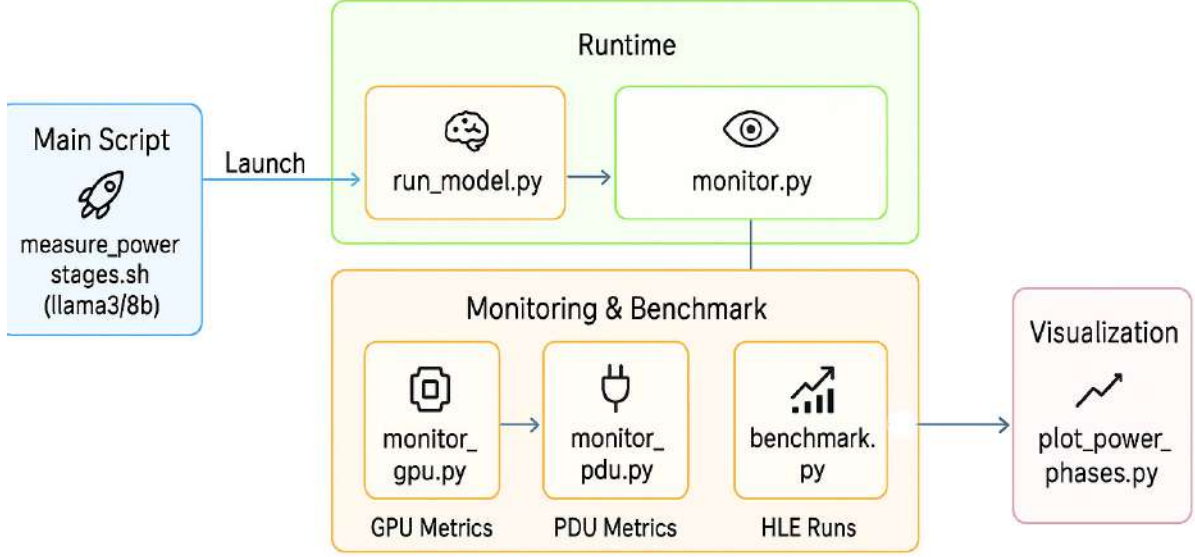 Runtime
Main Script
Launch
measure_power
stages.sh
(llama3/8b)
run_model.py
monitor.py
Monitoring & Benchmark
monitor_
gpu.py
GPU Metrics
monitor_
pdu.py
PDU Metrics
benchmark.
py
HLE Runs
Visualization
plot_power_
phases.py